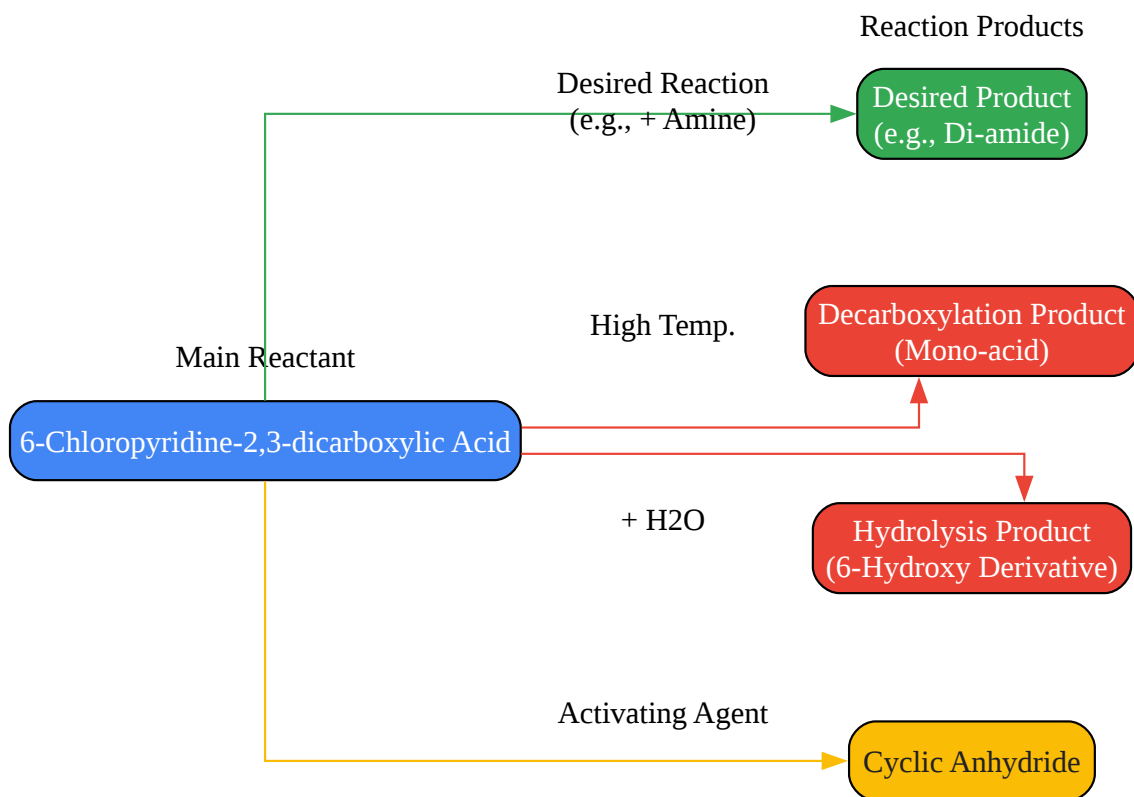 Reaction Products
Desired Reaction
(e.g., + Amine)
Desired Product
(e.g., Di-amide)
High Temp.
Decarboxylation Product
(Mono-acid)
Main Reactant
6-Chloropyridine-2,3-dicarboxylic Acid
+ H2O
Hydrolysis Product
(6-Hydroxy Derivative)
Activating Agent
Cyclic Anhydride